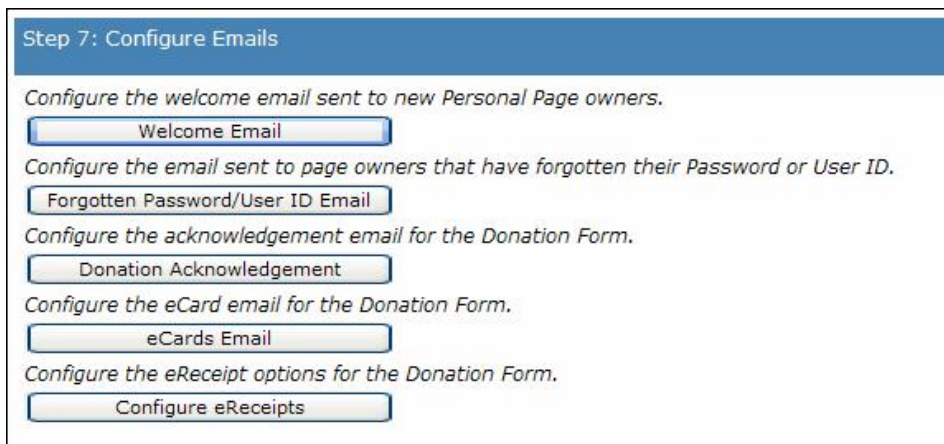 Step 7: Configure Emails
Configure the welcome email sent to new Personal Page owners.
Welcome Email
Configure the email sent to page owners that have forgotten their Password or User ID.
Forgotten Password/User ID Email
Configure the acknowledgement email for the Donation Form.
Donation Acknowledgement
Configure the eCard email for the Donation Form.
eCards Email
Configure the eReceipt options for the Donation Form.
Configure eReceipts